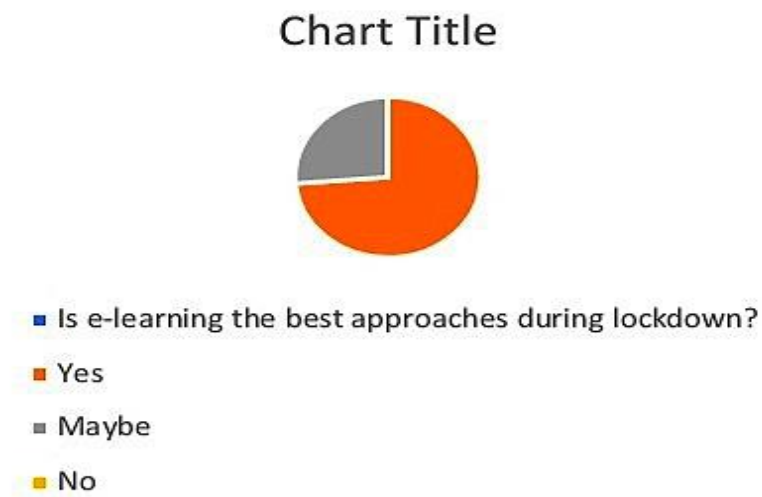 Chart Title
Is e-learning the best approaches during lockdown?
Yes
Maybe
No